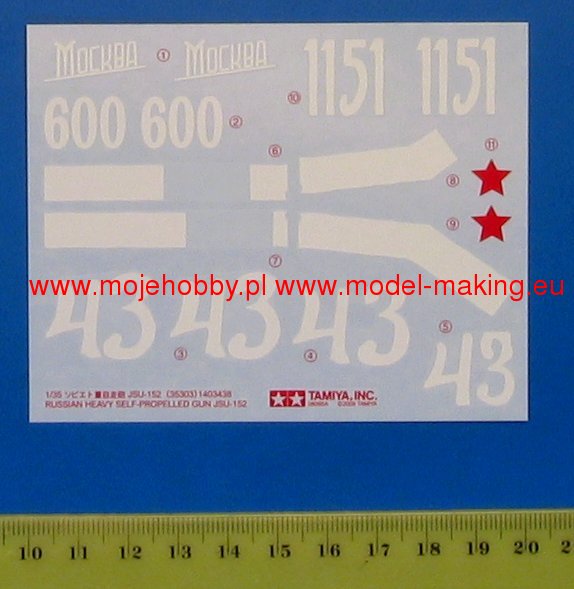 Москва ① Москва
⑩ 1151 1151
600 600 ②
⑥
⑪
⑧
⑨
⑦
www.mojehobby.pl www.model-making.eu
43 43 43
③ ④ ⑤
43
1/35 ソビエト重自走砲 JSU-152 (35303) 1403438
RUSSIAN HEAVY SELF-PROPELLED GUN JSU-152
TAMIYA, INC.
©2009 TAMIYA
10 11 12 13 14 15 16 17 18 19 20 2